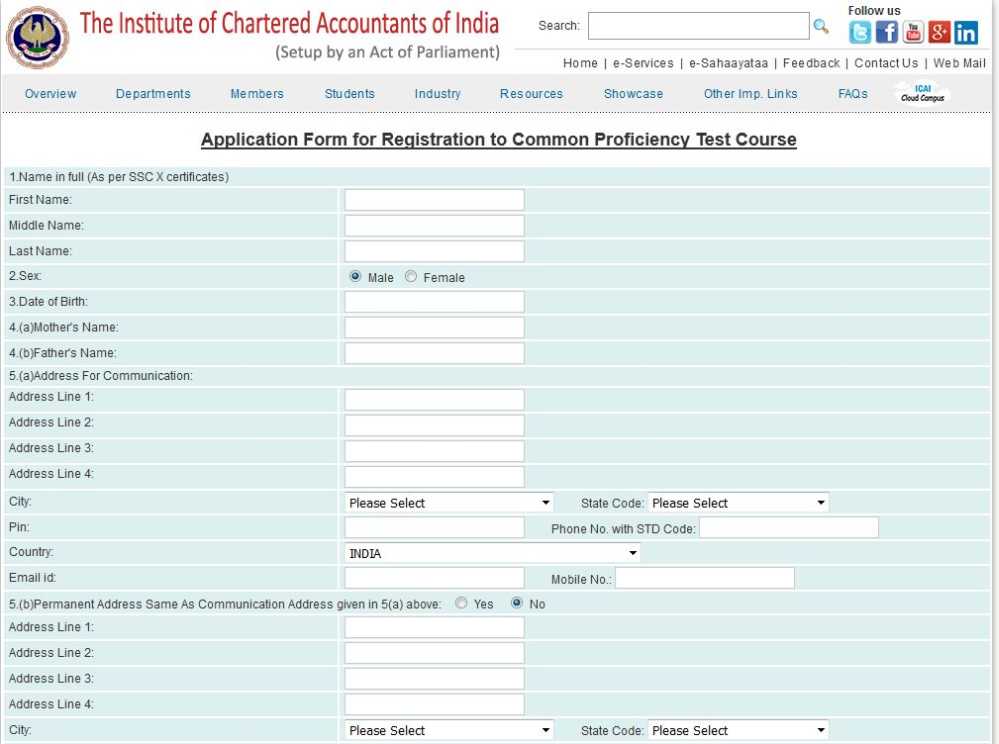 The Institute of Chartered Accountants of India
(Setup by an Act of Parliament)
Search:
Follow us
You Tube
g+
in
Home | e-Services | e-Sahaayataa | Feedback | Contact Us | Web Mail
Overview Departments Members Students Industry Resources Showcase Other Imp. Links FAQs ICAI Cloud Campus
Application Form for Registration to Common Proficiency Test Course
1.Name in full (As per SSC X certificates)
First Name:
Middle Name:
Last Name:
2.Sex: Male Female
3.Date of Birth:
4.(a)Mother's Name:
4.(b)Father's Name:
5.(a)Address For Communication:
Address Line 1:
Address Line 2:
Address Line 3:
Address Line 4:
City: Please Select State Code: Please Select
Pin: Phone No. with STD Code:
Country: INDIA
Email id: Mobile No.:
5.(b)Permanent Address Same As Communication Address given in 5(a) above: Yes No
Address Line 1:
Address Line 2:
Address Line 3:
Address Line 4:
City: Please Select State Code: Please Select